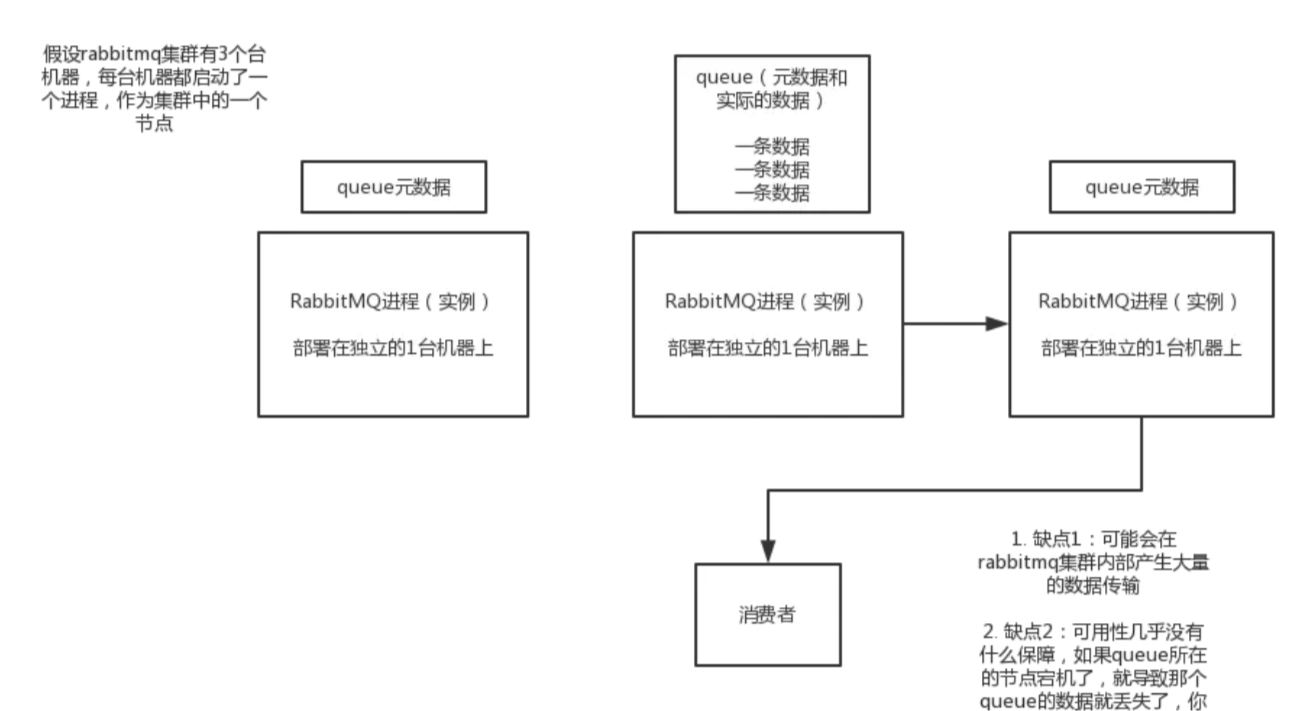 假设rabbitmq集群有3个台
机器，每台机器都启动了一
个进程，作为集群中的一个
节点
queue（元数据和
实际的数据）
一条数据
一条数据
一条数据
queue元数据
queue元数据
RabbitMQ进程（实例）
部署在独立的1台机器上
RabbitMQ进程（实例）
部署在独立的1台机器上
RabbitMQ进程（实例）
部署在独立的1台机器上
消费者
1. 缺点1：可能会在
rabbitmq集群内部产生大量
的数据传输
2. 缺点2：可用性几乎没有
什么保障，如果queue所在
的节点宕机了，就导致那个
queue的数据就丢失了，你